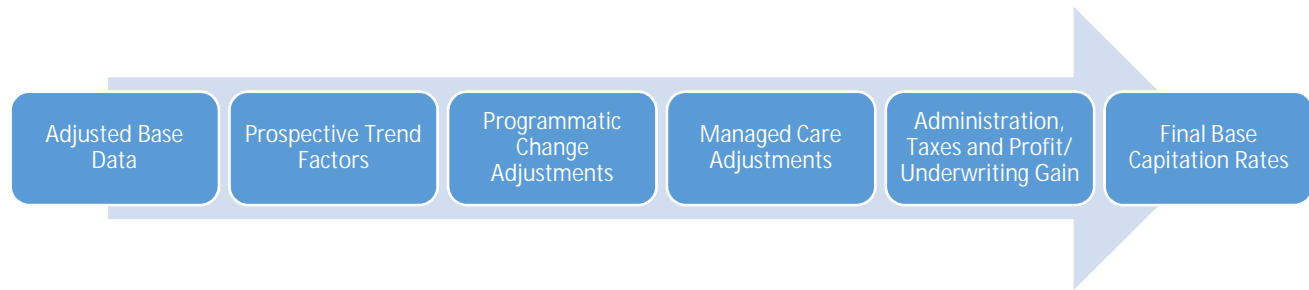 Adjusted Base
Data
Prospective Trend
Factors
Programmatic
Change
Adjustments
Managed Care
Adjustments
Administration,
Taxes and Profit/
Underwriting Gain
Final Base
Capitation Rates